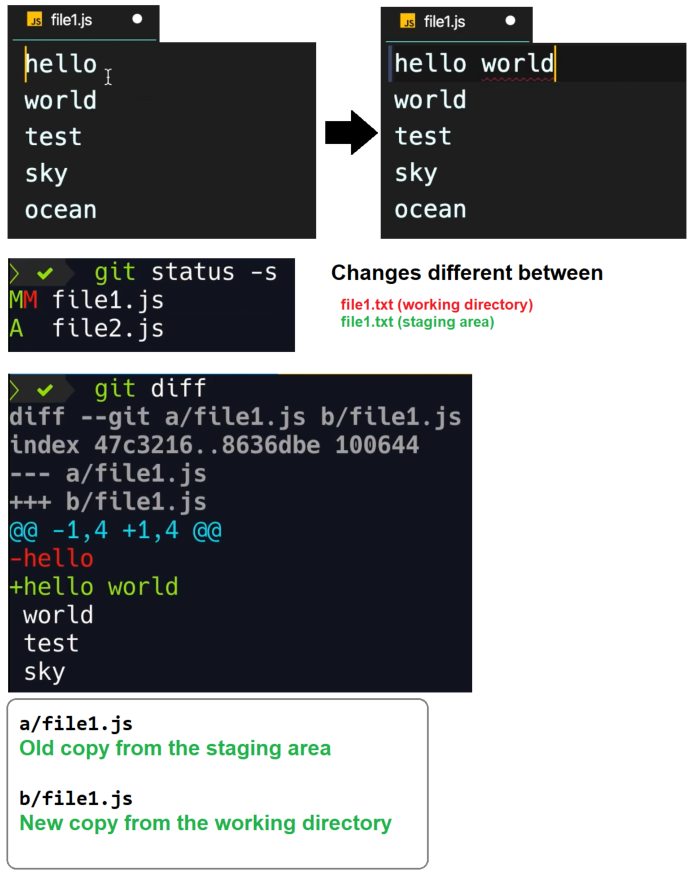 JS file1.js
hello
world
test
sky
ocean
JS file1.js
hello world
world
test
sky
ocean
> ✔ git status -s
MM file1.js
A  file2.js
Changes different between
file1.txt (working directory)
file1.txt (staging area)
> ✔ git diff
diff --git a/file1.js b/file1.js
index 47c3216..8636dbe 100644
--- a/file1.js
+++ b/file1.js
@@ -1,4 +1,4 @@
-hello
+hello world
 world
 test
 sky
a/file1.js
Old copy from the staging area
b/file1.js
New copy from the working directory